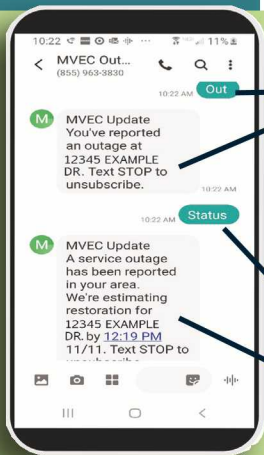 10:22 ... 11%
MVEC Out...
(855) 963-3830
10:22 AM Out
M MVEC Update
You've reported
an outage at
12345 EXAMPLE
DR. Text STOP to
unsubscribe.
10:22 AM
10:22 AM Status
M MVEC Update
A service outage
has been reported
in your area.
We're estimating
restoration for
12345 EXAMPLE
DR. by 12:19 PM
11/11. Text STOP to